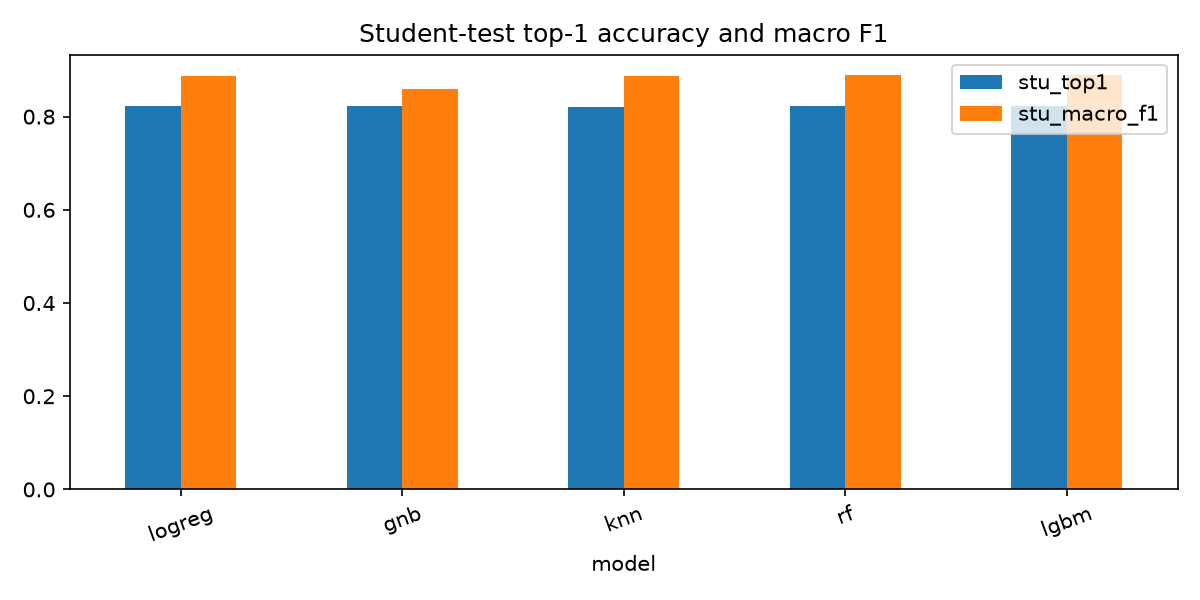 Student-test top-1 accuracy and macro F1
stu_top1
stu_macro_f1
0.8
0.6
0.4
0.2
0.0
logreg
gnb
knn
rf
lgbm
model